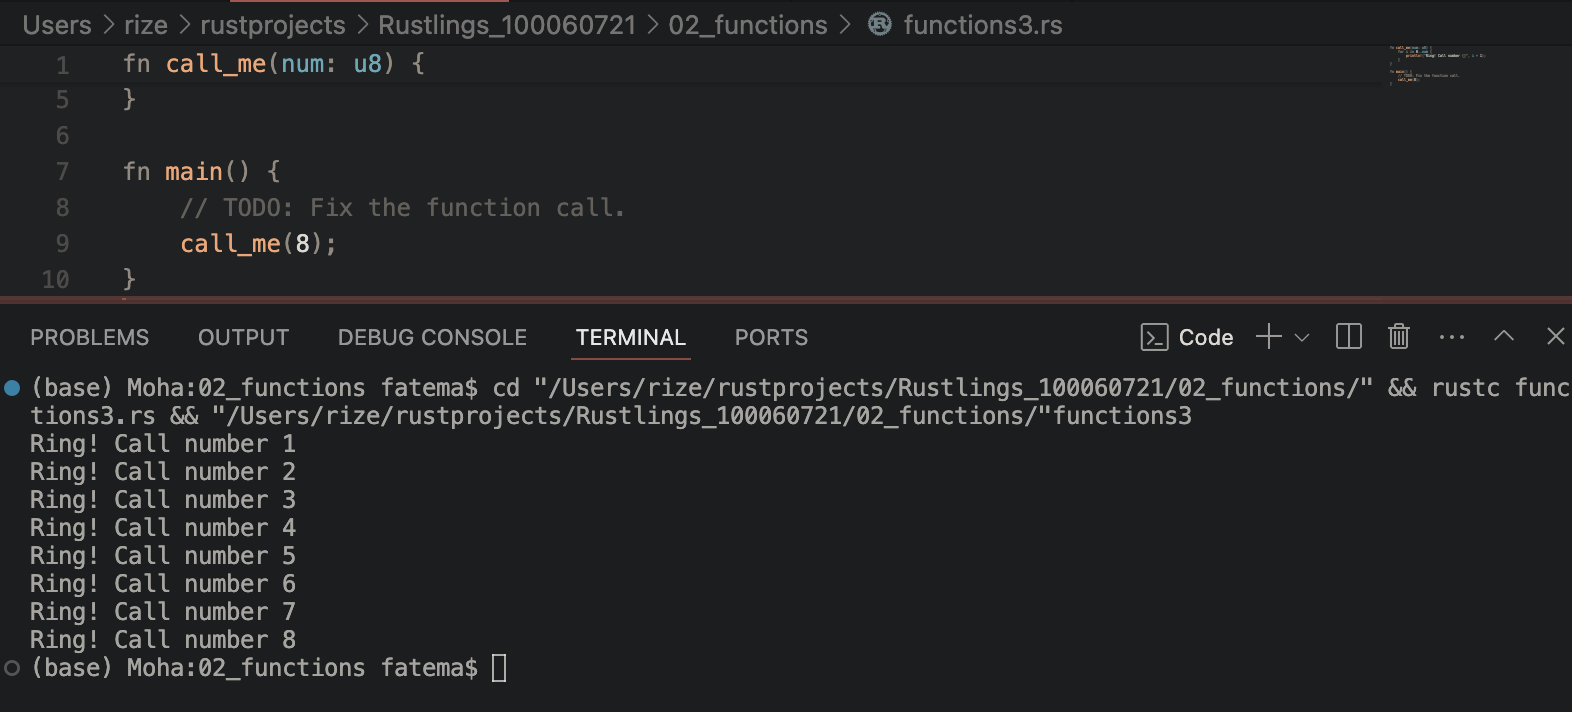 Users > rize > rustprojects > Rustlings_100060721 > 02_functions > functions3.rs
1 fn call_me(num: u8) {
5 }
6
7 fn main() {
8 // TODO: Fix the function call.
9 call_me(8);
10 }
PROBLEMS OUTPUT DEBUG CONSOLE TERMINAL PORTS Code
(base) Moha:02_functions fatema$ cd "/Users/rize/rustprojects/Rustlings_100060721/02_functions/" && rustc func
tions3.rs && "/Users/rize/rustprojects/Rustlings_100060721/02_functions/"functions3
Ring! Call number 1
Ring! Call number 2
Ring! Call number 3
Ring! Call number 4
Ring! Call number 5
Ring! Call number 6
Ring! Call number 7
Ring! Call number 8
(base) Moha:02_functions fatema$